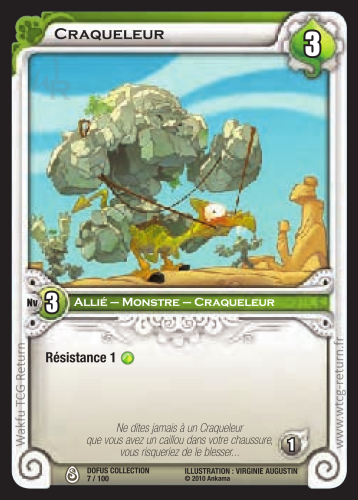 CRAQUELEUR
3
Nv 3
ALLIÉ – MONSTRE – CRAQUELEUR
Résistance 1
Wakfu TCG Return
www.wtcg-return.fr
Ne dites jamais à un Craqueleur
que vous avez un caillou dans votre chaussure,
vous risqueriez de le blesser...
1
DOFUS COLLECTION
7 / 100
ILLUSTRATION : VIRGINIE AUGUSTIN
© 2010 Ankama